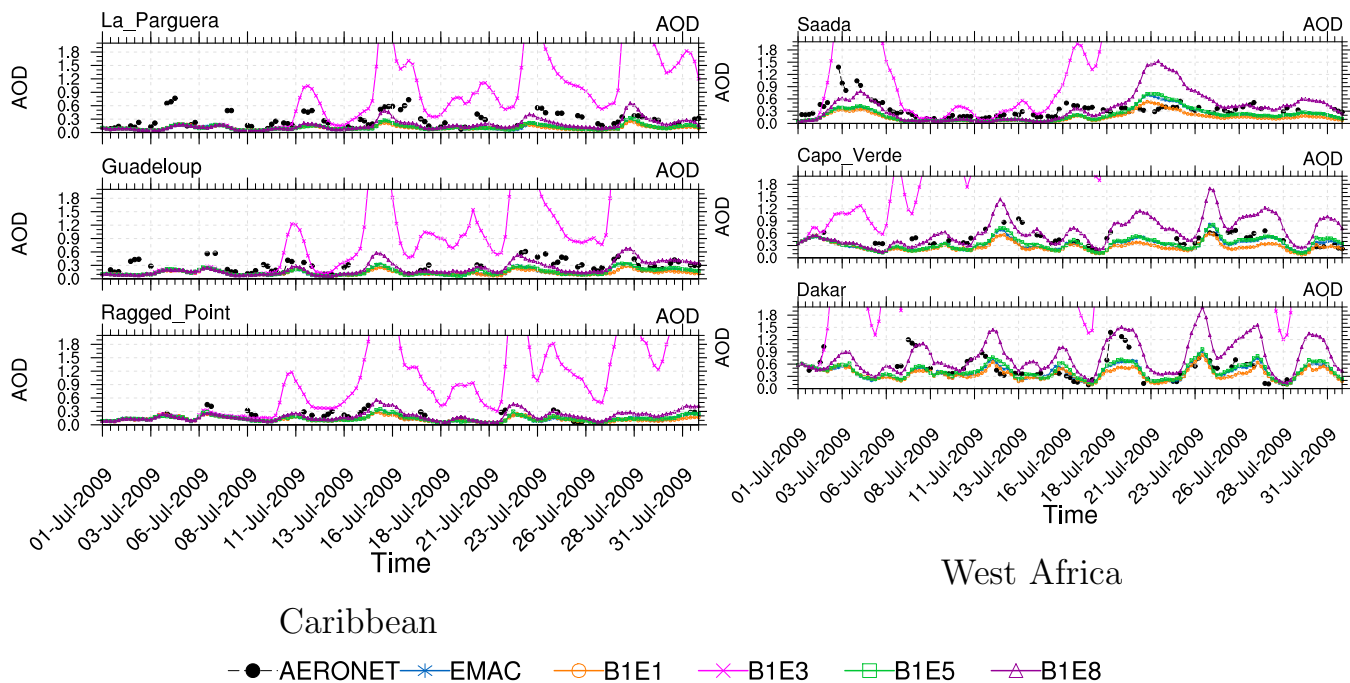 La_Parguera AOD
AOD
1.8
1.5
1.2
0.9
0.6
0.3
0.0
Guadeloup AOD
AOD
1.8
1.5
1.2
0.9
0.6
0.3
0.0
Ragged_Point AOD
AOD
1.8
1.5
1.2
0.9
0.6
0.3
0.0
01-Jul-2009
03-Jul-2009
06-Jul-2009
08-Jul-2009
11-Jul-2009
13-Jul-2009
16-Jul-2009
18-Jul-2009
21-Jul-2009
23-Jul-2009
26-Jul-2009
28-Jul-2009
31-Jul-2009
Time
Caribbean
Saada AOD
AOD
1.8
1.5
1.2
0.9
0.6
0.3
0.0
Capo_Verde AOD
AOD
1.8
1.5
1.2
0.9
0.6
0.3
0.0
Dakar AOD
AOD
1.8
1.5
1.2
0.9
0.6
0.3
0.0
01-Jul-2009
03-Jul-2009
06-Jul-2009
08-Jul-2009
11-Jul-2009
13-Jul-2009
16-Jul-2009
18-Jul-2009
21-Jul-2009
23-Jul-2009
26-Jul-2009
28-Jul-2009
31-Jul-2009
Time
West Africa
AERONET EMAC B1E1 B1E3 B1E5 B1E8